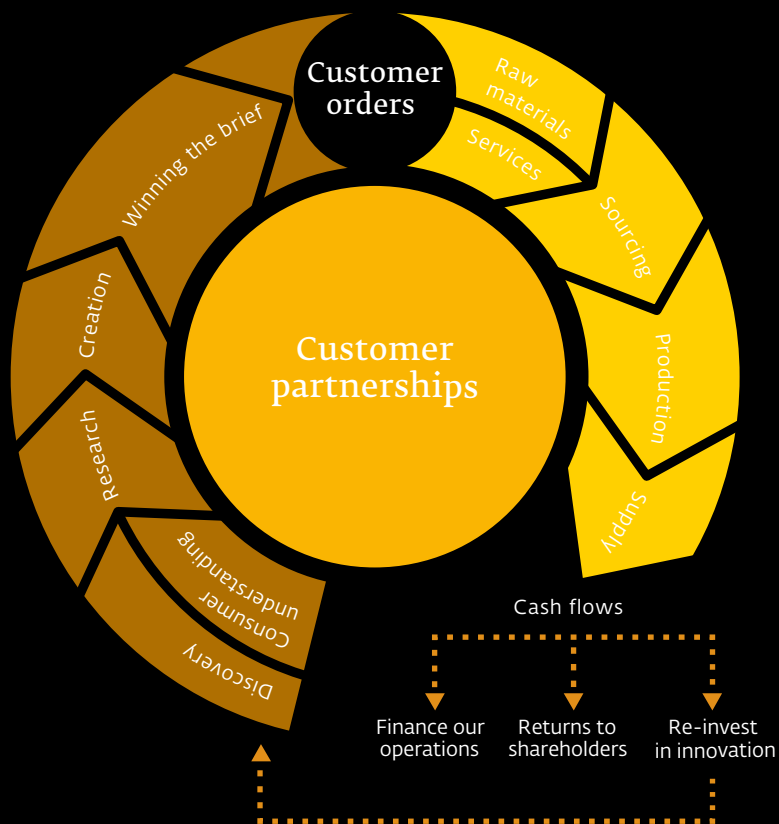 Customer
orders
Raw
materials
Services
Sourcing
Production
Supply
Winning the brief
Creation
Research
Consumer
understanding
Discovery
Customer
partnerships
Cash flows
Finance our
operations
Returns to
shareholders
Re-invest
in innovation